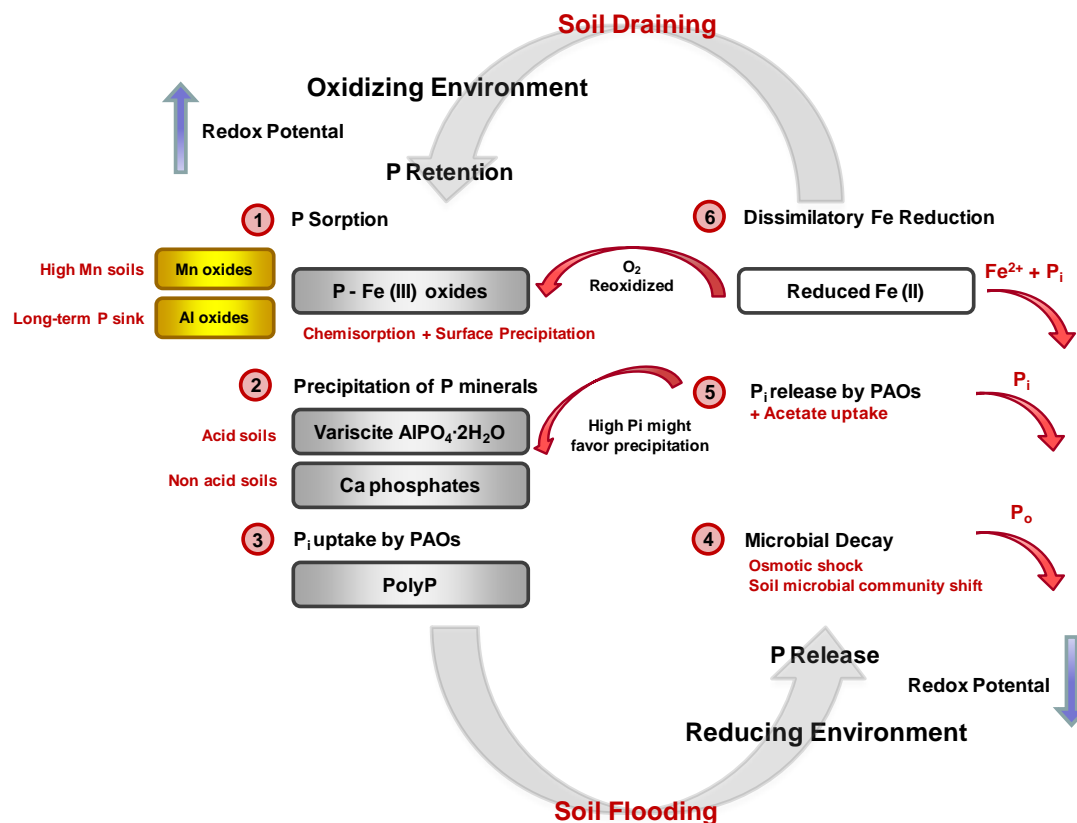 Soil Draining
Oxidizing Environment
Redox Potental
P Retention
1 P Sorption
High Mn soils
Mn oxides
Long-term P sink
Al oxides
P - Fe (III) oxides
Chemisorption + Surface Precipitation
O₂
Reoxidized
6 Dissimilatory Fe Reduction
Reduced Fe (II)
Fe²⁺ + Pᵢ
2 Precipitation of P minerals
Acid soils
Variscite AlPO₄·2H₂O
Non acid soils
Ca phosphates
High Pi might
favor precipitation
5 Pᵢ release by PAOs
+ Acetate uptake
Pᵢ
3 Pᵢ uptake by PAOs
PolyP
4 Microbial Decay
Osmotic shock
Soil microbial community shift
Pₒ
P Release
Redox Potental
Reducing Environment
Soil Flooding